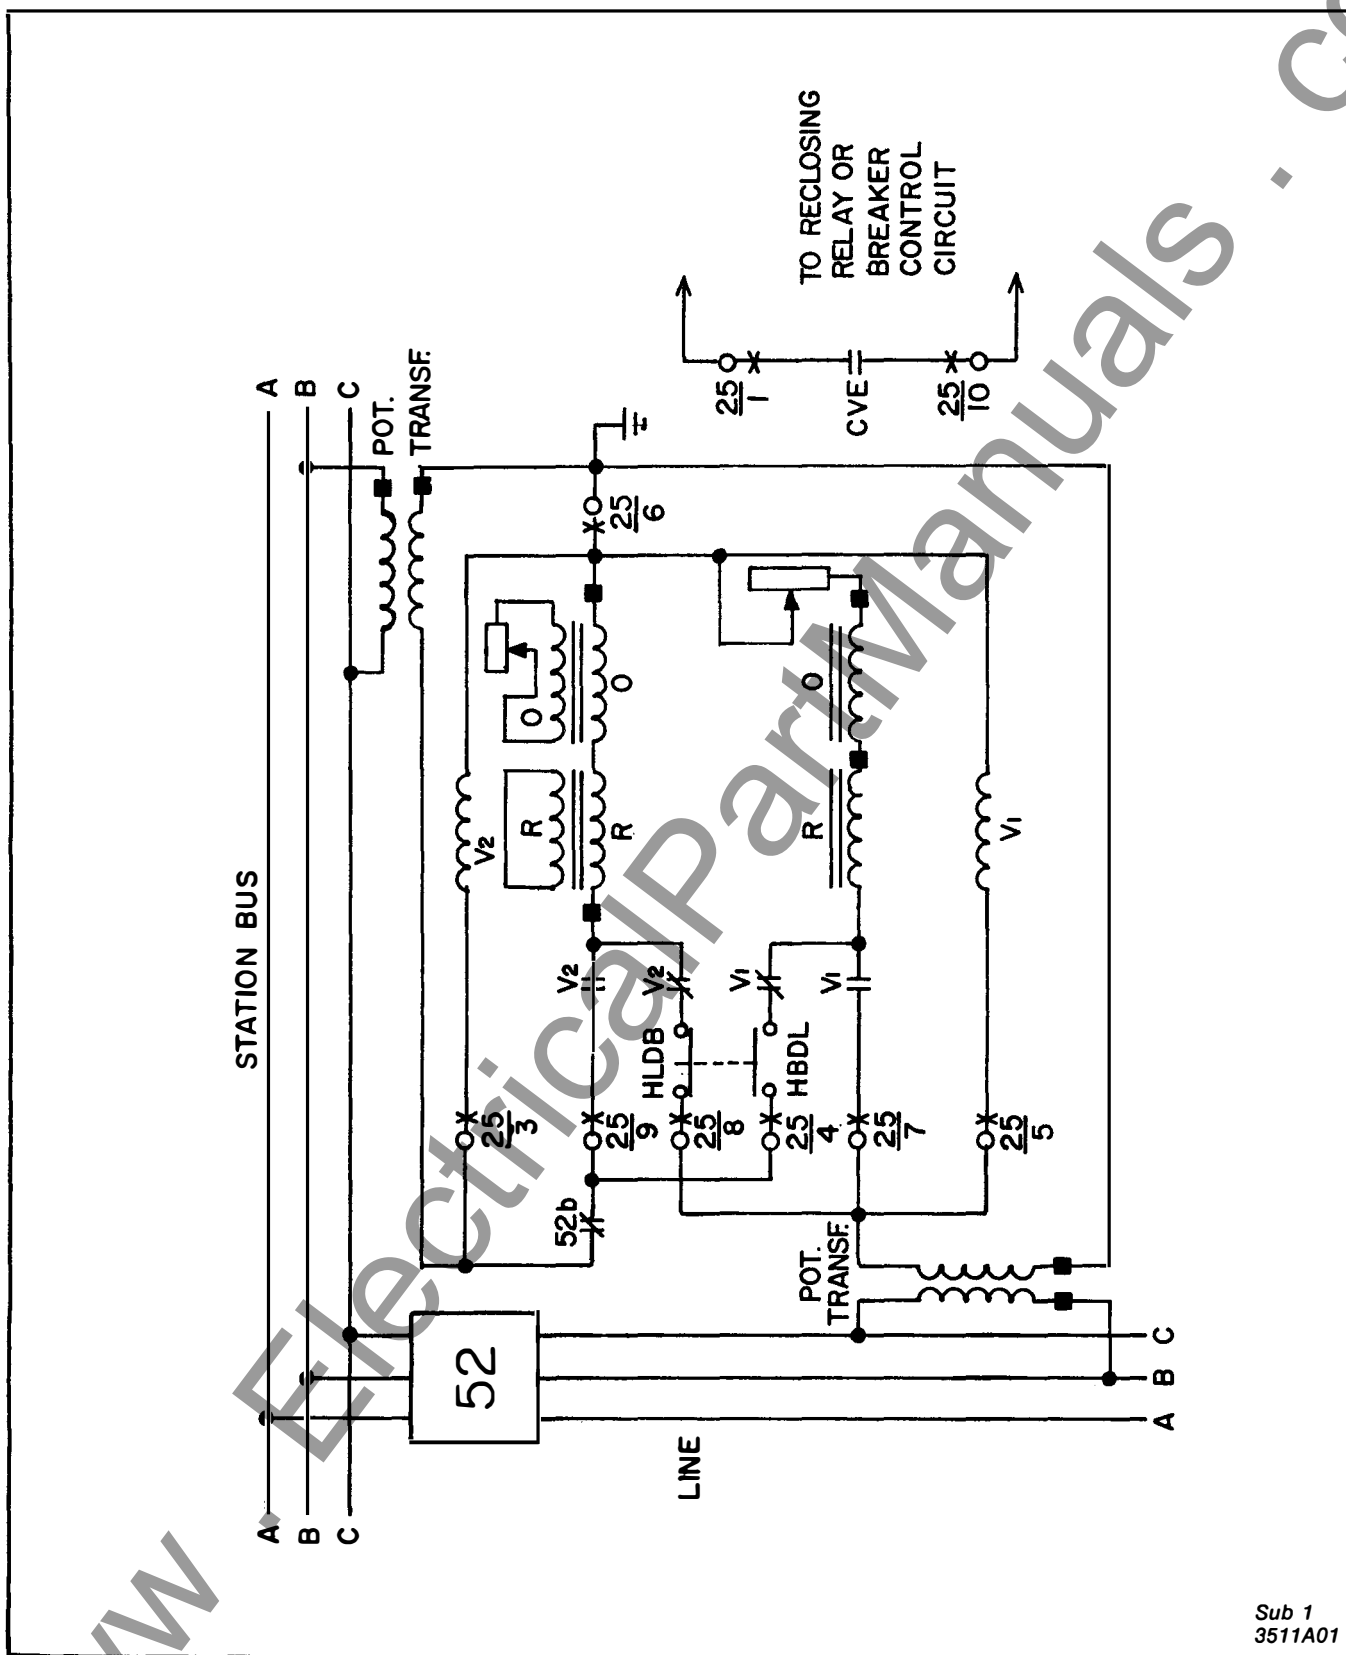 STATION BUS
A
B
C
A
B
C
POT.
TRANSF.
TO RECLOSING
RELAY OR
BREAKER
CONTROL
CIRCUIT
25
1
CVE
25
10
25
6
V2
R
R
O
O
R
O
V1
V2
V2
V1
V1
HLDB
HBDL
25
3
25
9
25
8
25
4
25
7
25
5
52b
POT.
TRANSF.
52
LINE
C
B
A
Sub 1
3511A01
www.ElectricalPartManuals.co